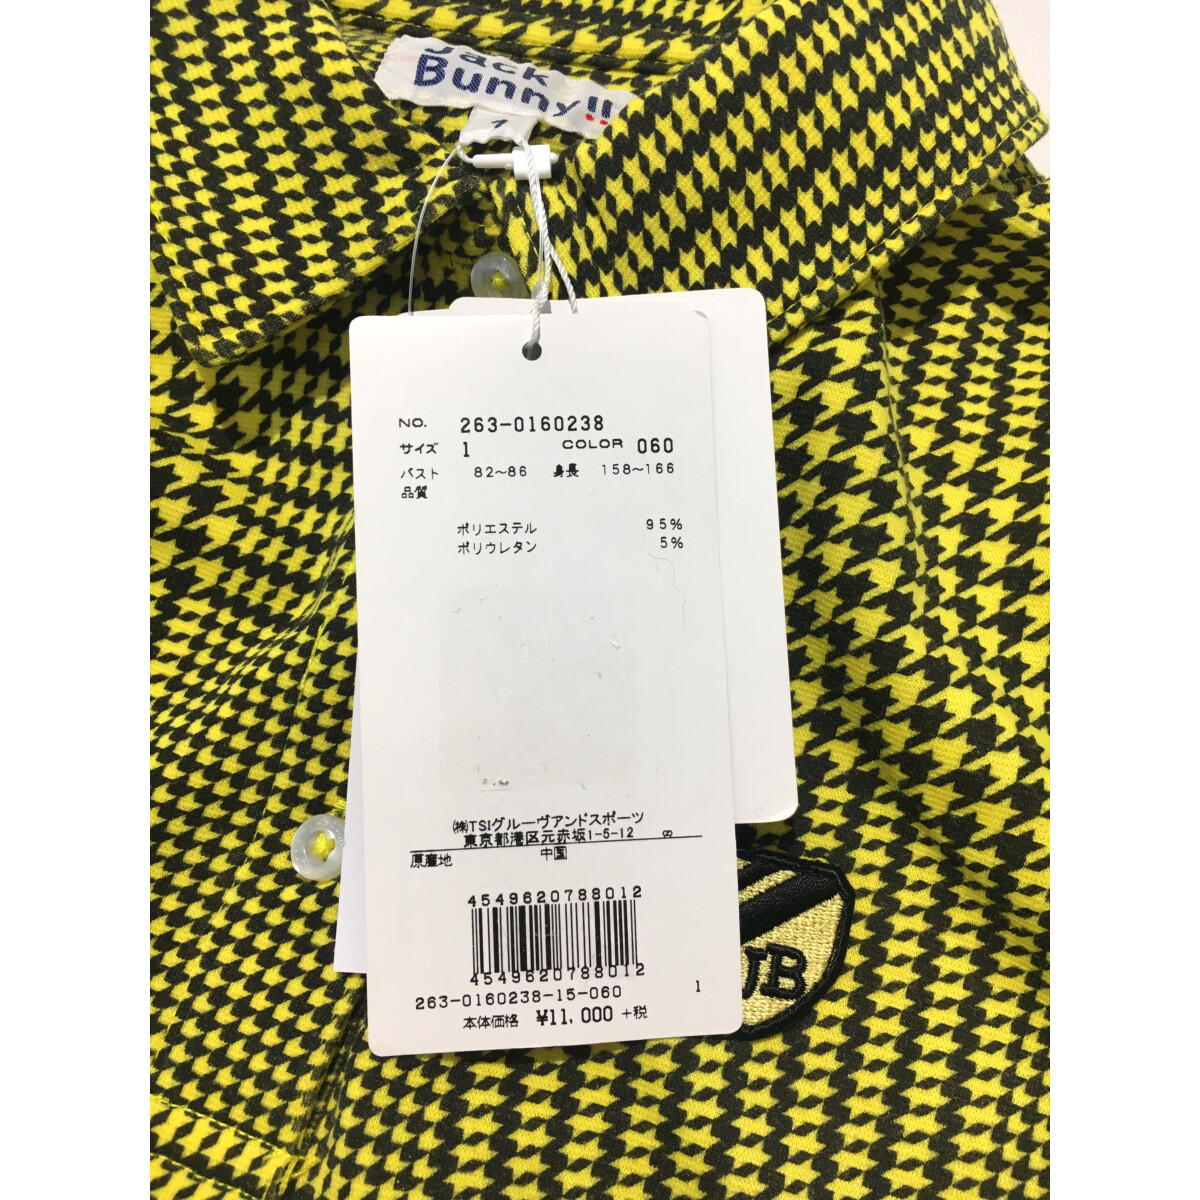 Jack
Bunny!!
1
NO. 263-0160238
サイズ 1 COLOR 060
バスト 82~86 身長 158~166
品質
ポリエステル 95%
ポリウレタン 5%
㈱TSIグルーヴアンドスポーツ
東京都港区元赤坂1-5-12 ∞
原産地 中国
4549620788012
4549620788012
263-0160238-15-060 1
本体価格 ¥11,000 +税
JB